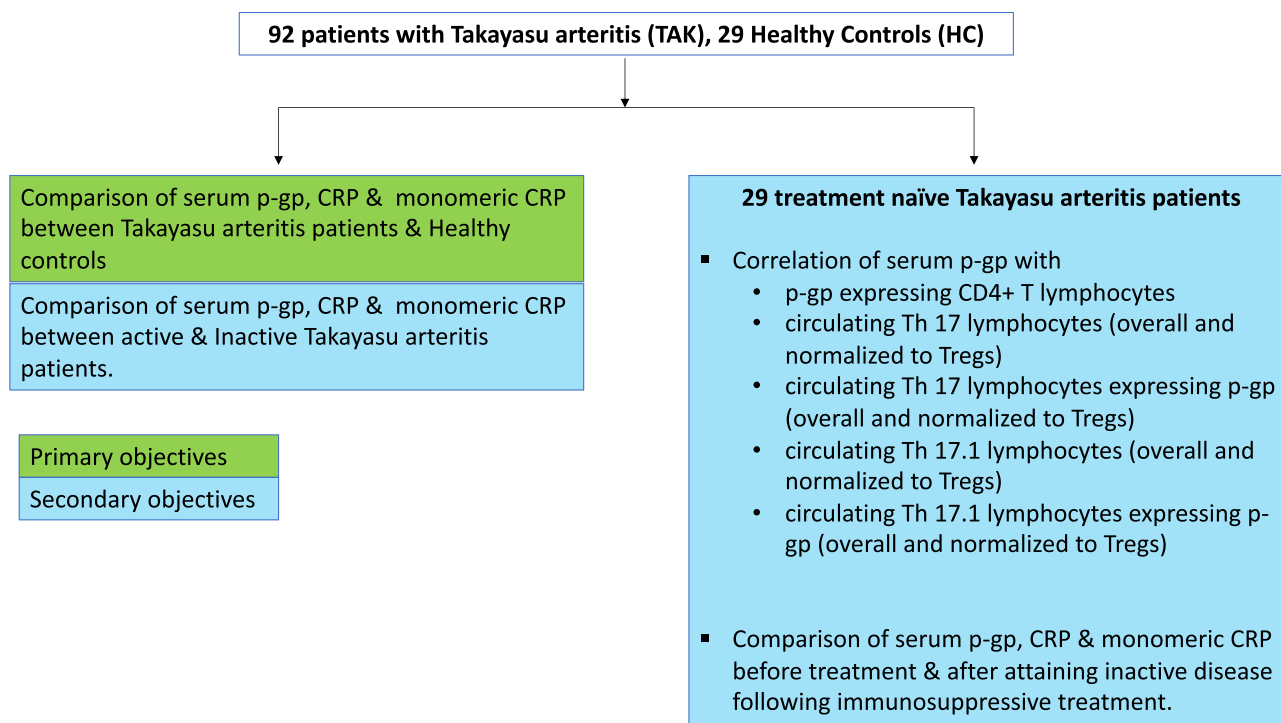 92 patients with Takayasu arteritis (TAK), 29 Healthy Controls (HC)
Comparison of serum p-gp, CRP & monomeric CRP
between Takayasu arteritis patients & Healthy
controls
Comparison of serum p-gp, CRP & monomeric CRP
between active & Inactive Takayasu arteritis
patients.
Primary objectives
Secondary objectives
29 treatment naïve Takayasu arteritis patients
▪ Correlation of serum p-gp with
• p-gp expressing CD4+ T lymphocytes
• circulating Th 17 lymphocytes (overall and
normalized to Tregs)
• circulating Th 17 lymphocytes expressing p-gp
(overall and normalized to Tregs)
• circulating Th 17.1 lymphocytes (overall and
normalized to Tregs)
• circulating Th 17.1 lymphocytes expressing p-
gp (overall and normalized to Tregs)
▪ Comparison of serum p-gp, CRP & monomeric CRP
before treatment & after attaining inactive disease
following immunosuppressive treatment.